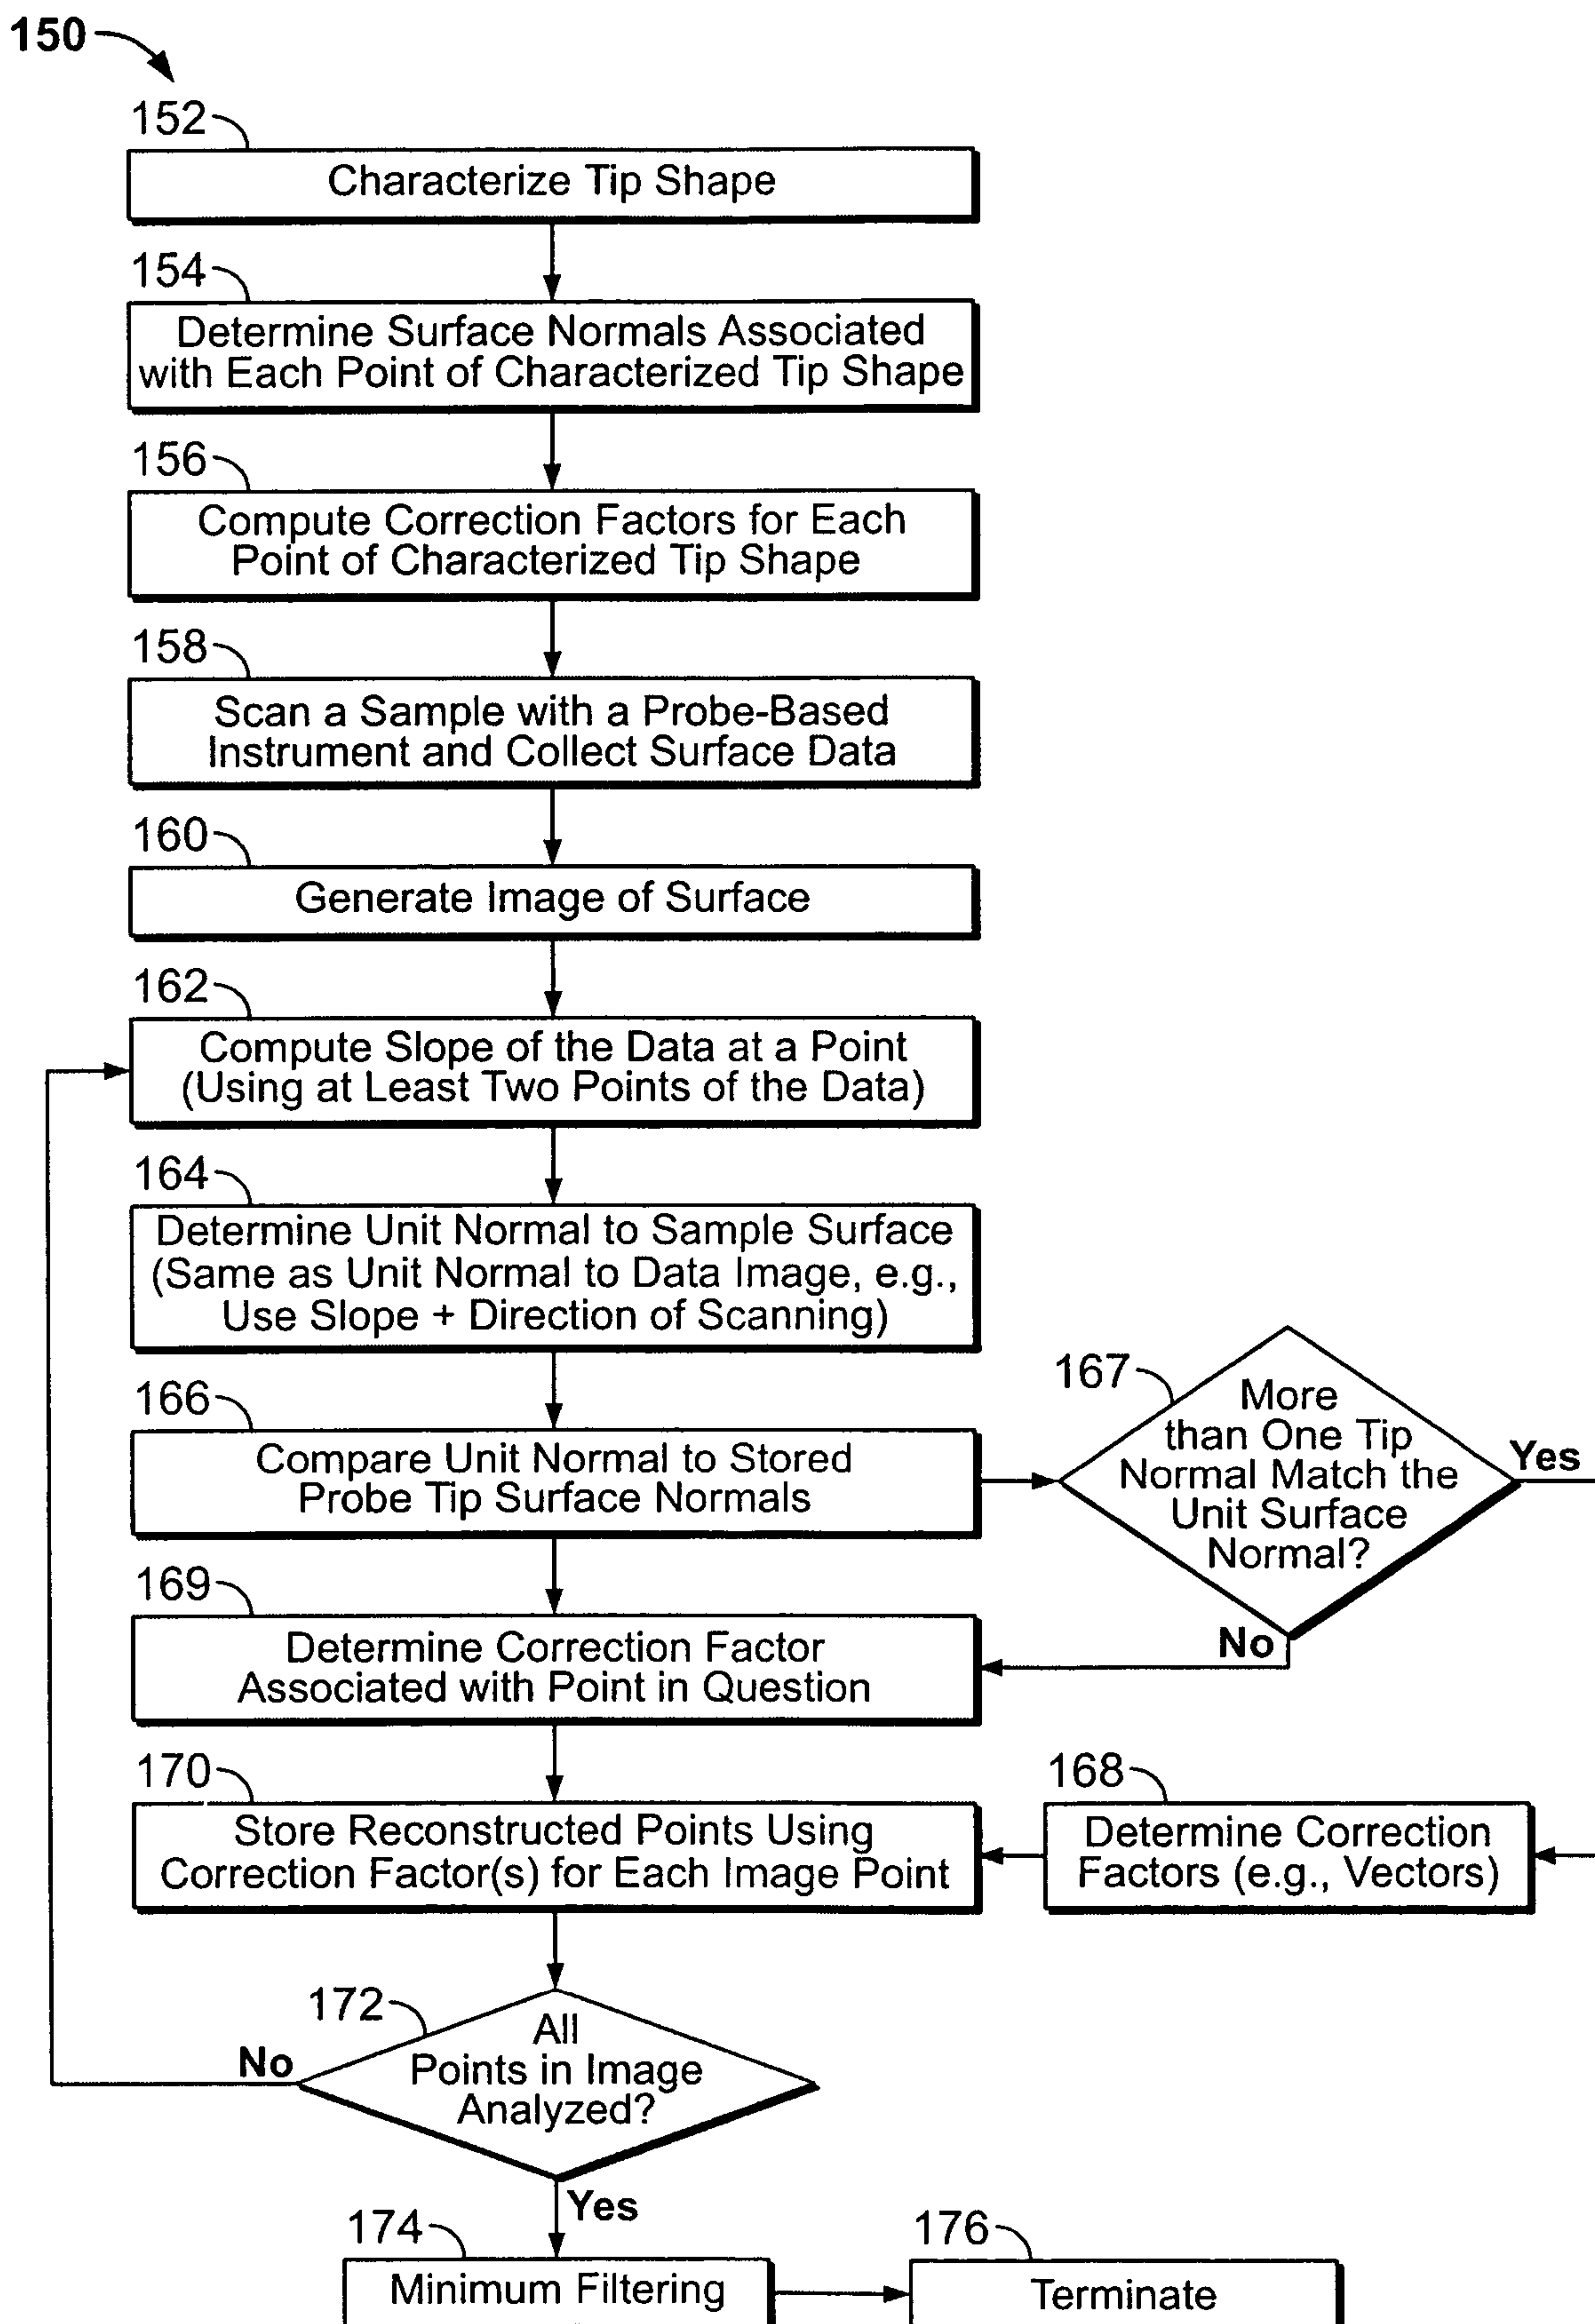 150
152
Characterize Tip Shape
154
Determine Surface Normals Associated
with Each Point of Characterized Tip Shape
156
Compute Correction Factors for Each
Point of Characterized Tip Shape
158
Scan a Sample with a Probe-Based
Instrument and Collect Surface Data
160
Generate Image of Surface
162
Compute Slope of the Data at a Point
(Using at Least Two Points of the Data)
164
Determine Unit Normal to Sample Surface
(Same as Unit Normal to Data Image, e.g.,
Use Slope + Direction of Scanning)
166
Compare Unit Normal to Stored
Probe Tip Surface Normals
167
More
than One Tip
Normal Match the
Unit Surface
Normal?
Yes
No
169
Determine Correction Factor
Associated with Point in Question
170
Store Reconstructed Points Using
Correction Factor(s) for Each Image Point
168
Determine Correction
Factors (e.g., Vectors)
172
All
Points in Image
Analyzed?
No
Yes
174
Minimum Filtering
176
Terminate